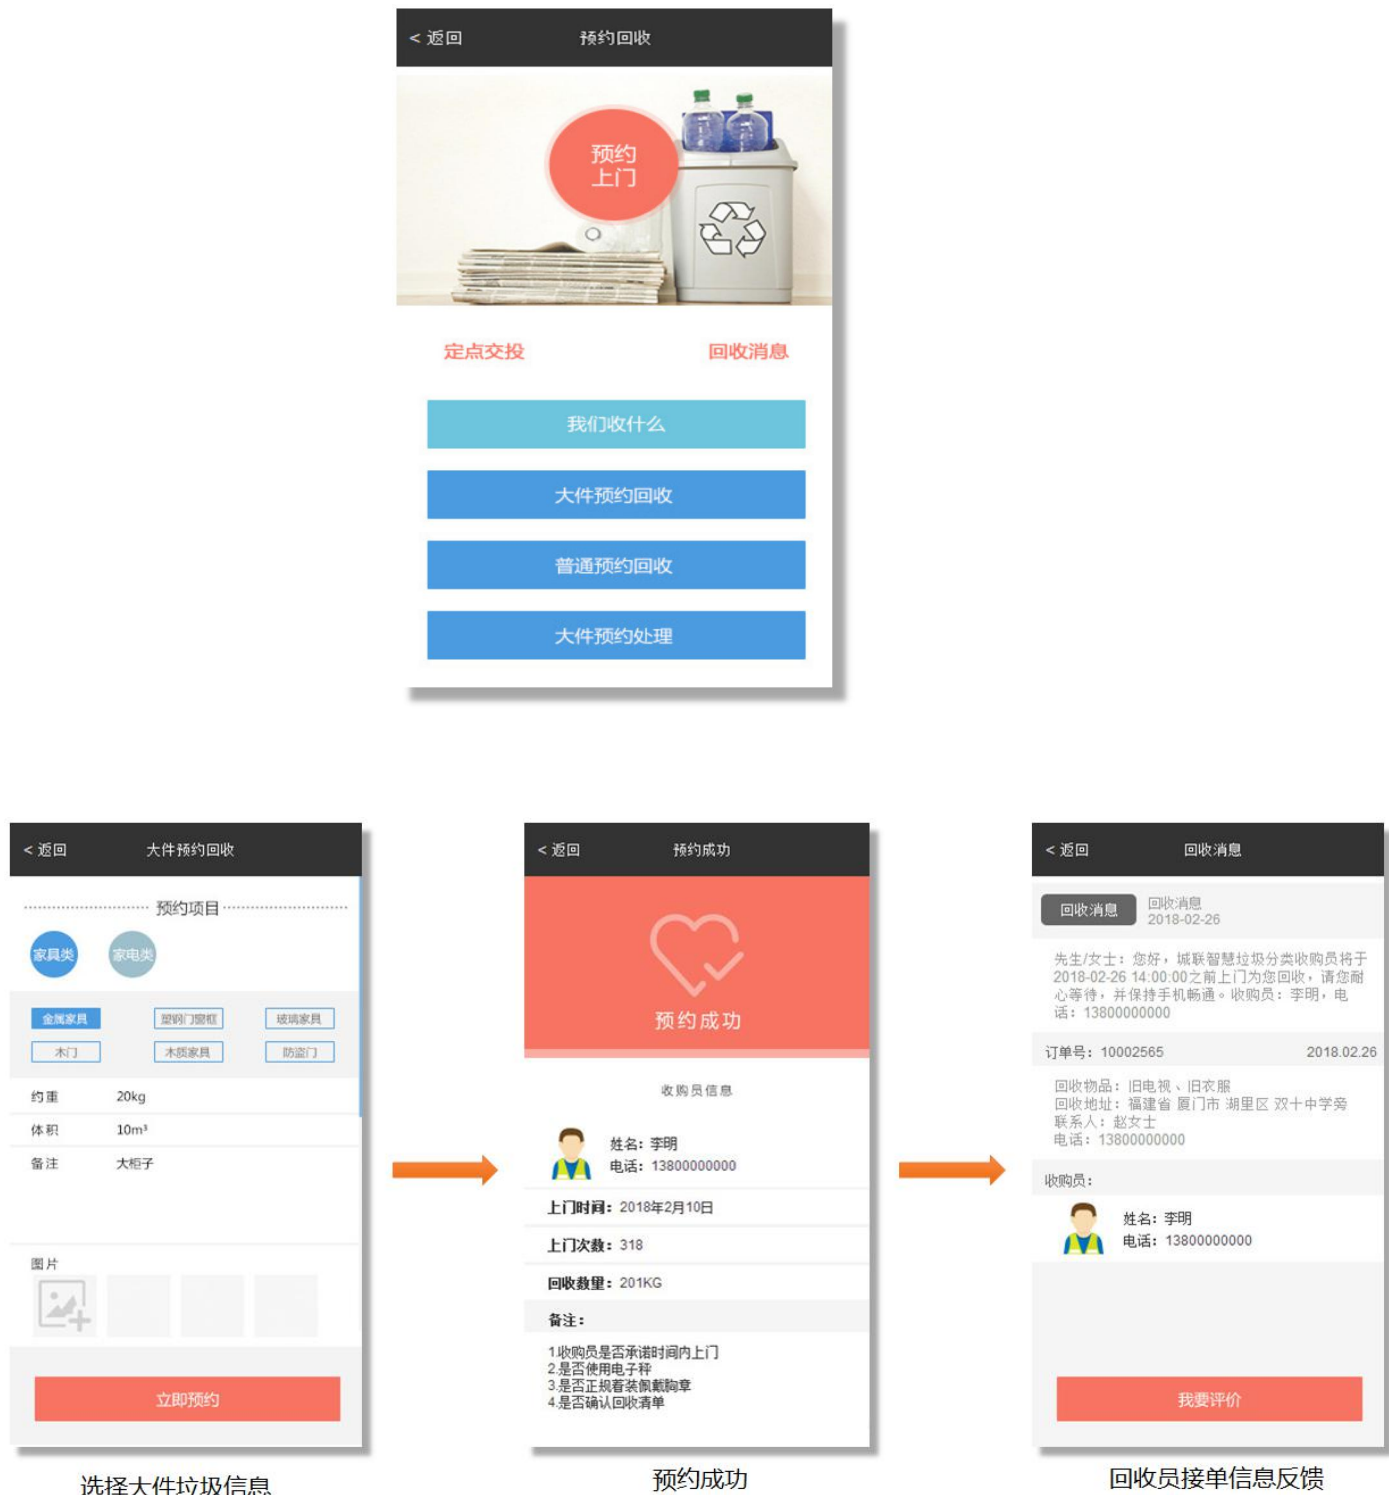 < 返回
预约回收
预约
上门
定点交投
回收消息
我们收什么
大件预约回收
普通预约回收
大件预约处理
< 返回
大件预约回收
预约项目
家具类
家电类
金属家具
塑钢门窗框
玻璃家具
木门
木质家具
防盗门
约重 20kg
体积 10m³
备注 大柜子
图片
立即预约
选择大件垃圾信息
< 返回
预约成功
预约成功
收购员信息
姓名：李明
电话：13800000000
上门时间：2018年2月10日
上门次数：318
回收数量：201KG
备注：
1.收购员是否承诺时间内上门
2.是否使用电子秤
3.是否正规着装佩戴胸章
4.是否确认回收清单
预约成功
< 返回
回收消息
回收消息
回收消息
2018-02-26
先生/女士：您好，城联智慧垃圾分类收购员将于
2018-02-26 14:00:00之前上门为您回收，请您耐
心等待，并保持手机畅通。收购员：李明，电
话：13800000000
订单号：10002565 2018.02.26
回收物品：旧电视、旧衣服
回收地址：福建省 厦门市 湖里区 双十中学旁
联系人：赵女士
电话：13800000000
收购员：
姓名：李明
电话：13800000000
我要评价
回收员接单信息反馈